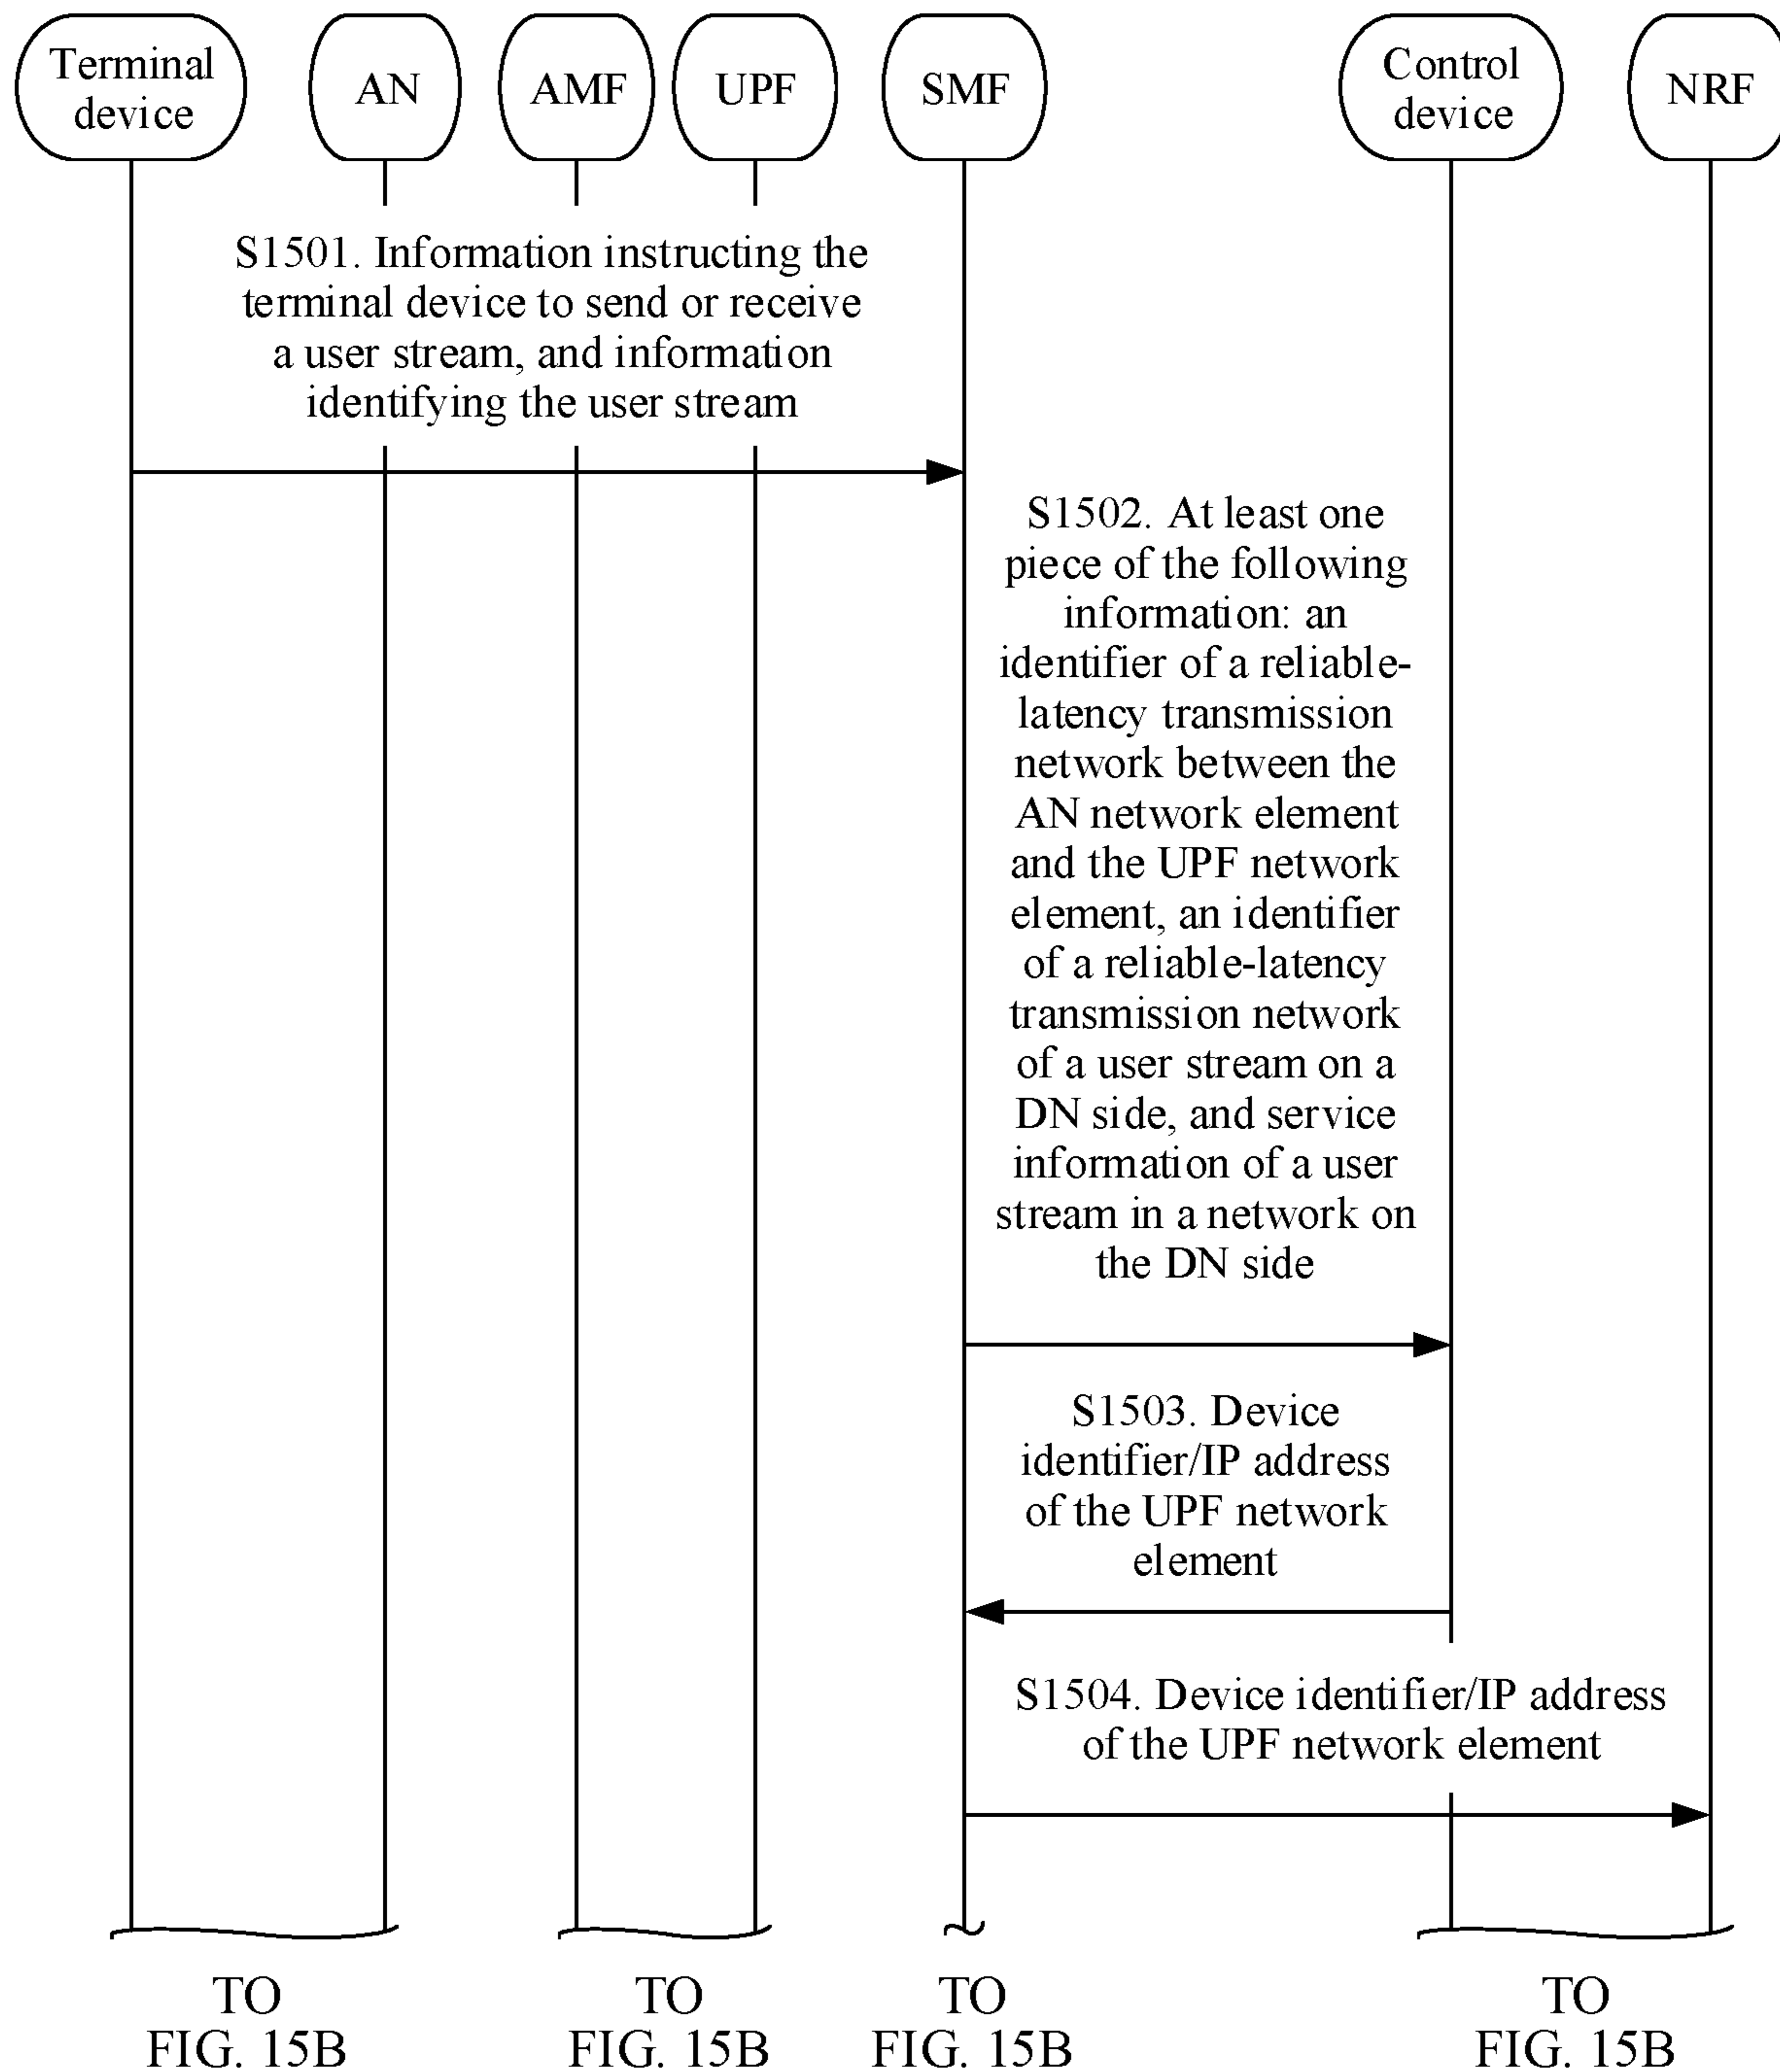 Terminal
device
AN
AMF
UPF
SMF
Control
device
NRF
S1501. Information instructing the
terminal device to send or receive
a user stream, and information
identifying the user stream
S1502. At least one
piece of the following
information: an
identifier of a reliable-
latency transmission
network between the
AN network element
and the UPF network
element, an identifier
of a reliable-latency
transmission network
of a user stream on a
DN side, and service
information of a user
stream in a network on
the DN side
S1503. Device
identifier/IP address
of the UPF network
element
S1504. Device identifier/IP address
of the UPF network element
TO
FIG. 15B
TO
FIG. 15B
TO
FIG. 15B
TO
FIG. 15B